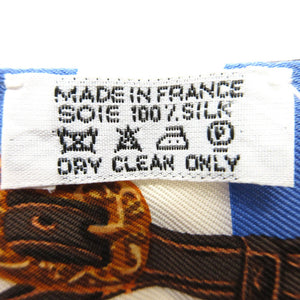 MADE IN FRANCE
SOIE 100% SILK
P
DRY CLEAN ONLY